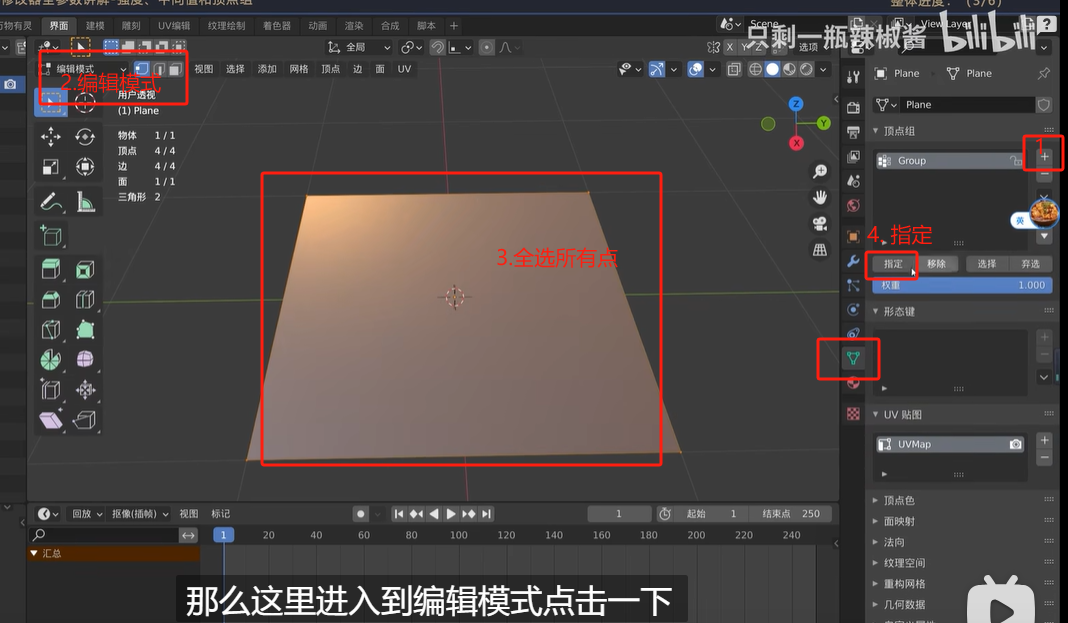 修改器全参数讲解-强度、中间值和顶点组
整体进度： (3/6)
万物有灵 界面 建模 雕刻 UV编辑 纹理绘制 着色器 动画 渲染 合成 脚本 +
Scene
View Layer
只剩一瓶辣椒酱
bilibili
全局
X Y Z
选项
编辑模式
视图 选择 添加 网格 顶点 边 面 UV
2.编辑模式
用户透视
(1) Plane
物体 1 / 1
顶点 4 / 4
边 4 / 4
面 1 / 1
三角形 2
Z
Y
X
3.全选所有点
Plane
Plane
Plane
顶点组
1.
Group
英
4. 指定
指定 移除 选择 弃选
权重 1.000
形态键
UV 贴图
UVMap
顶点色
面映射
法向
纹理空间
重构网格
几何数据
自定义属性
回放 抠像(插帧) 视图 标记
1
起始 1
结束点 250
1 20 40 60 80 100 120 140 160 180 200 220 240
汇总
那么这里进入到编辑模式点击一下